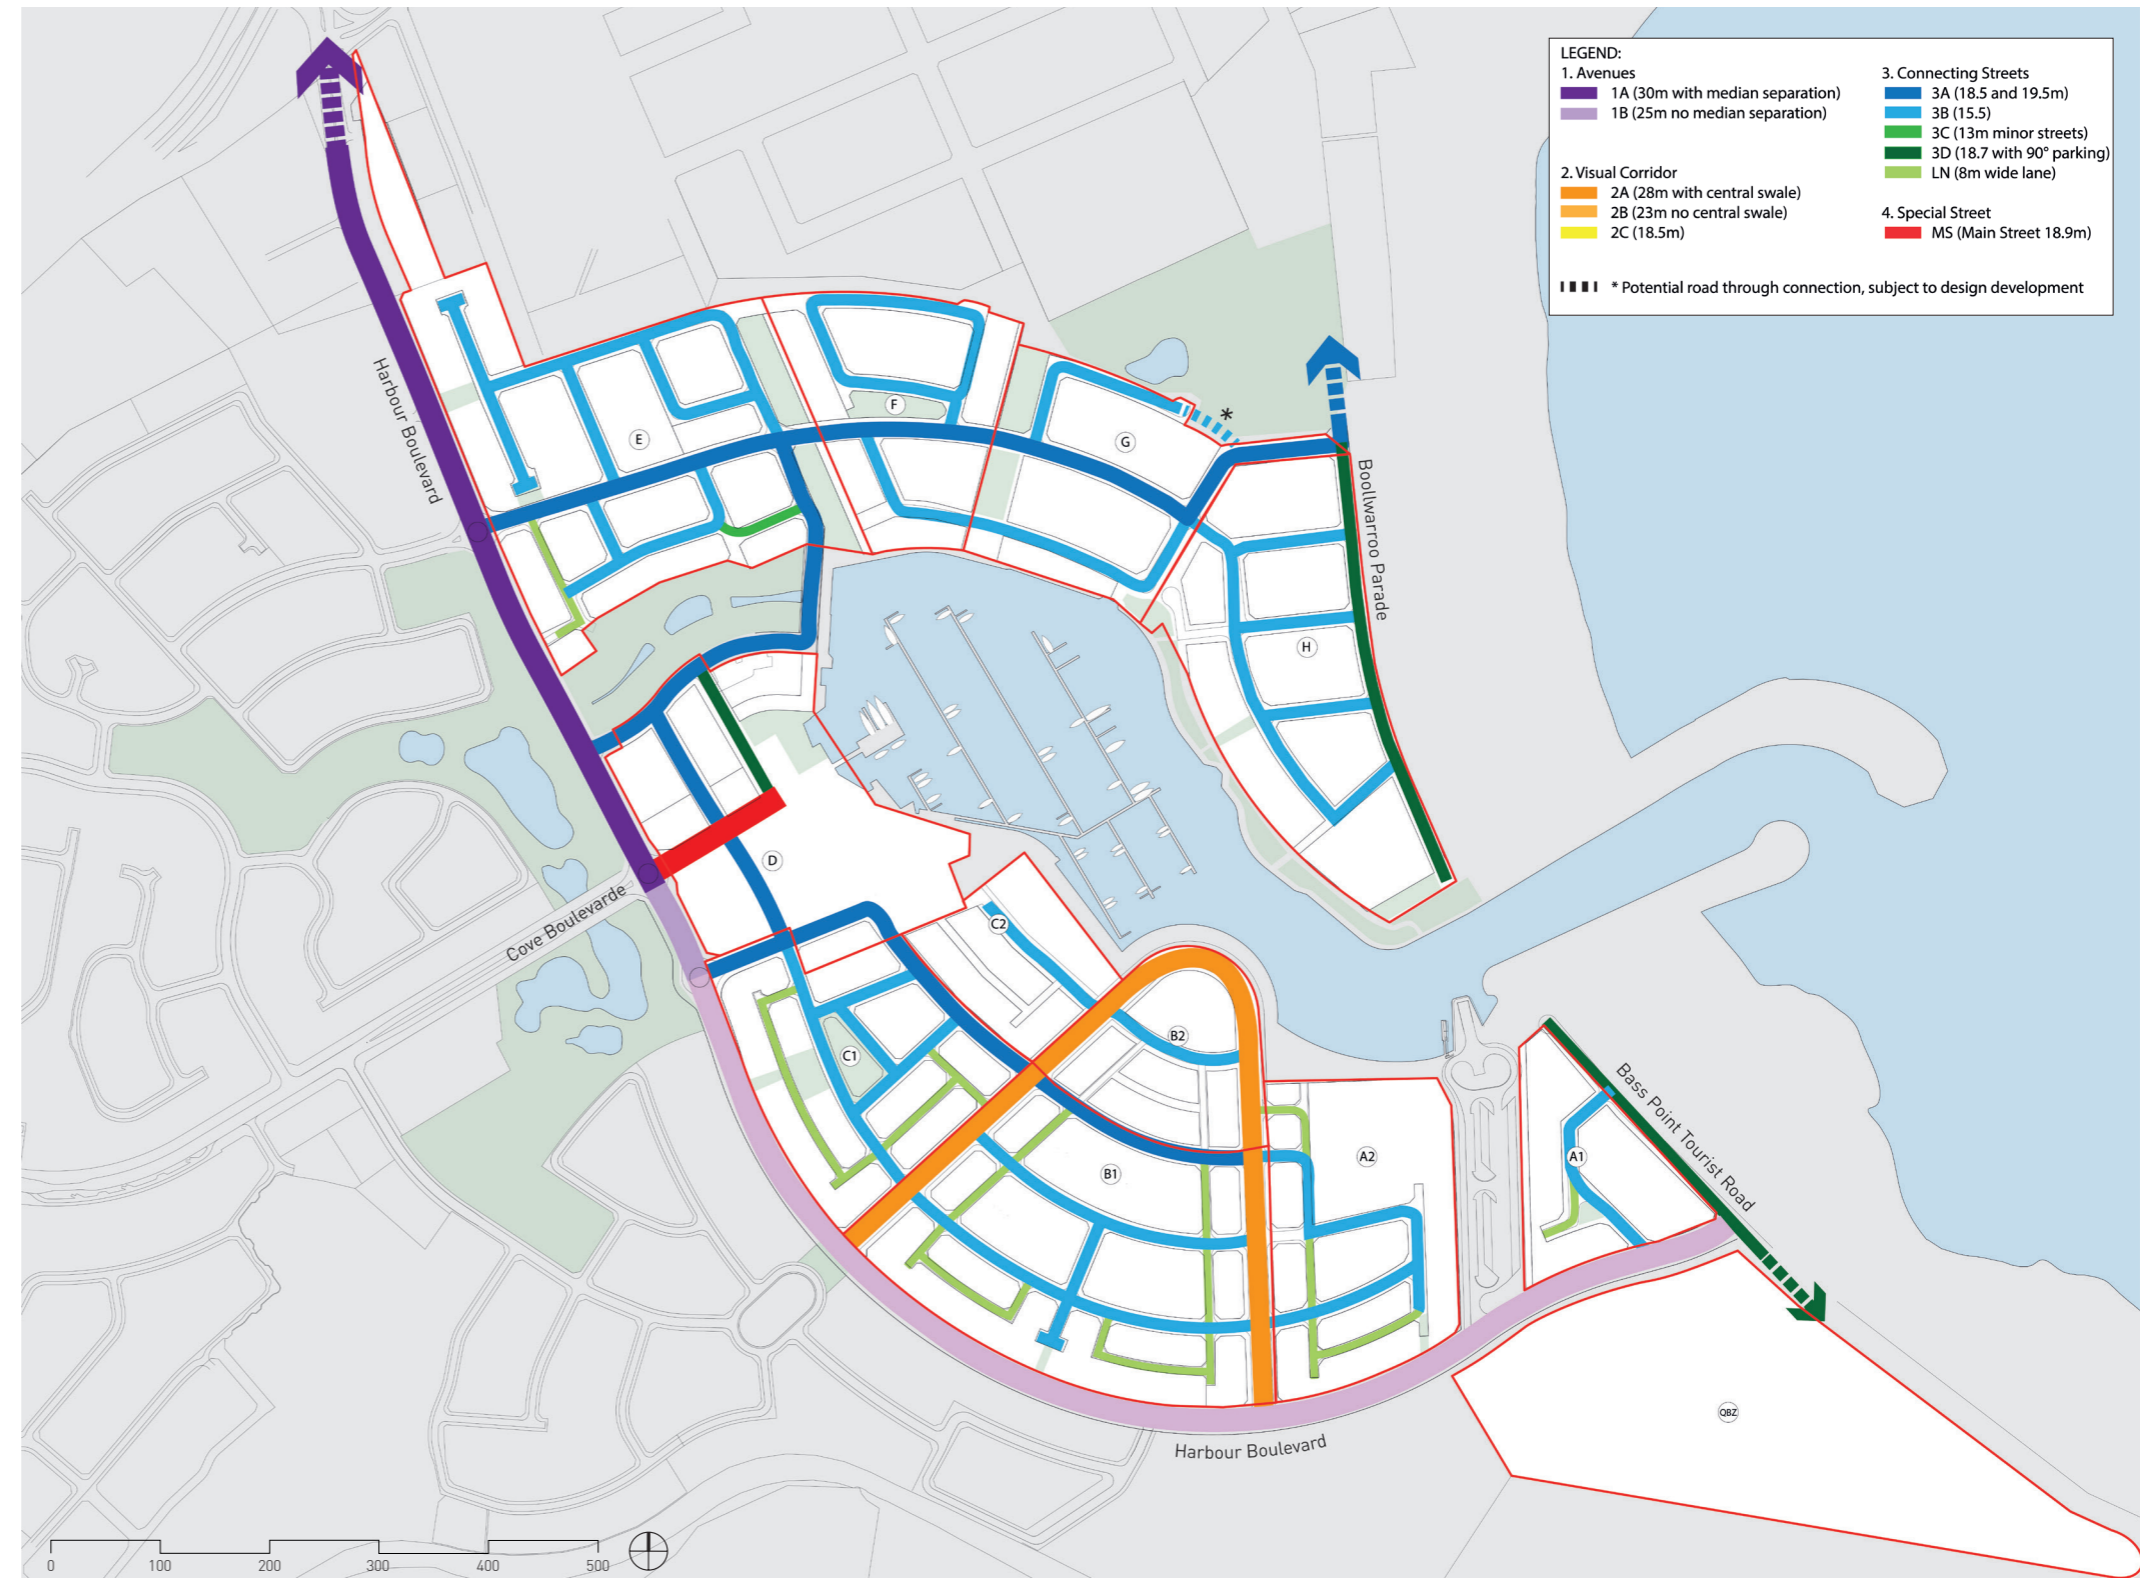 LEGEND:
1. Avenues
1A (30m with median separation)
1B (25m no median separation)
2. Visual Corridor
2A (28m with central swale)
2B (23m no central swale)
2C (18.5m)
3. Connecting Streets
3A (18.5 and 19.5m)
3B (15.5)
3C (13m minor streets)
3D (18.7 with 90° parking)
LN (8m wide lane)
4. Special Street
MS (Main Street 18.9m)
* Potential road through connection, subject to design development
Harbour Boulevard
E
F
G
*
Boollwarroo Parade
H
D
Cove Boulevarde
C2
C1
B2
B1
A2
A1
Bass Point Tourist Road
QBZ
Harbour Boulevard
0 100 200 300 400 500